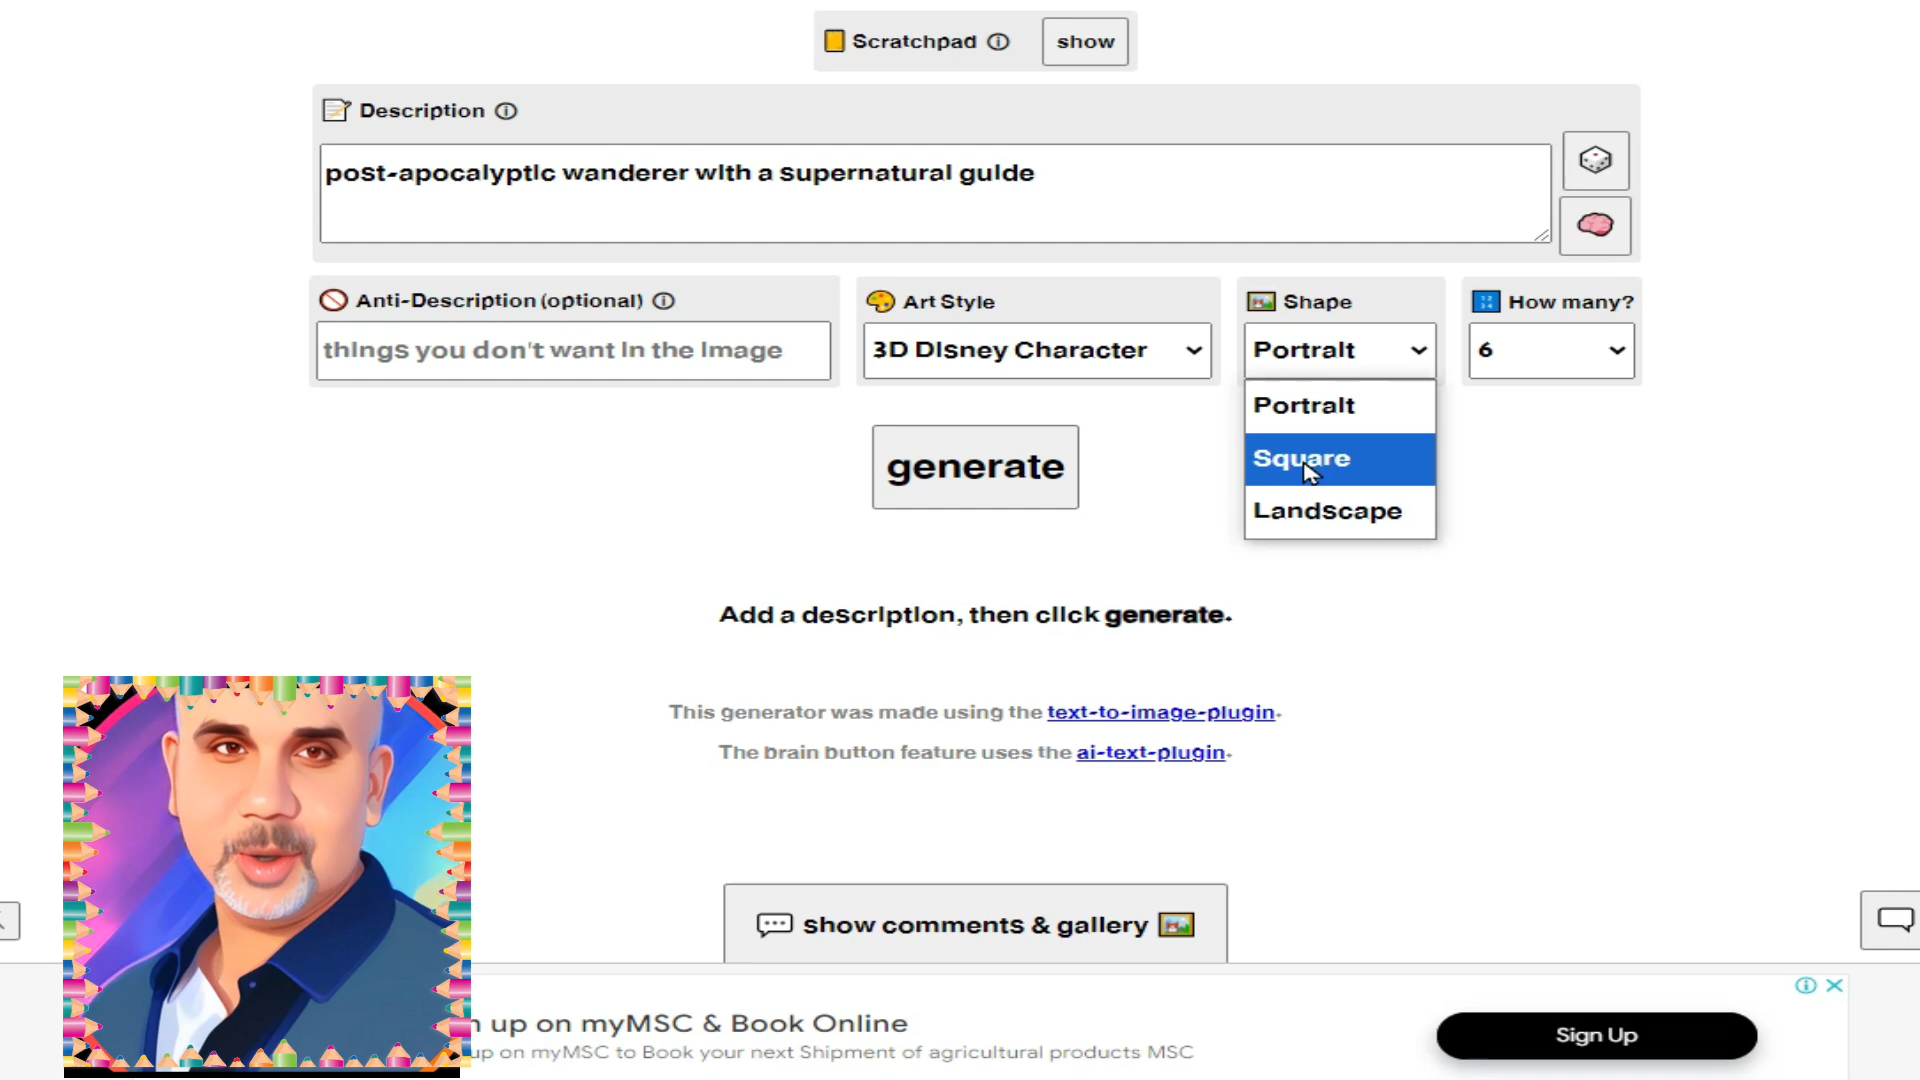 Scratchpad show
Description
post-apocalyptic wanderer with a supernatural guide
Anti-Description (optional)
things you don't want in the image
Art Style
3D Disney Character
Shape
Portrait
Portrait
Square
Landscape
How many?
6
generate
Add a description, then click generate.
This generator was made using the text-to-image-plugin.
The brain button feature uses the ai-text-plugin.
show comments & gallery
up on myMSC & Book Online
up on myMSC to Book your next Shipment of agricultural products MSC
Sign Up